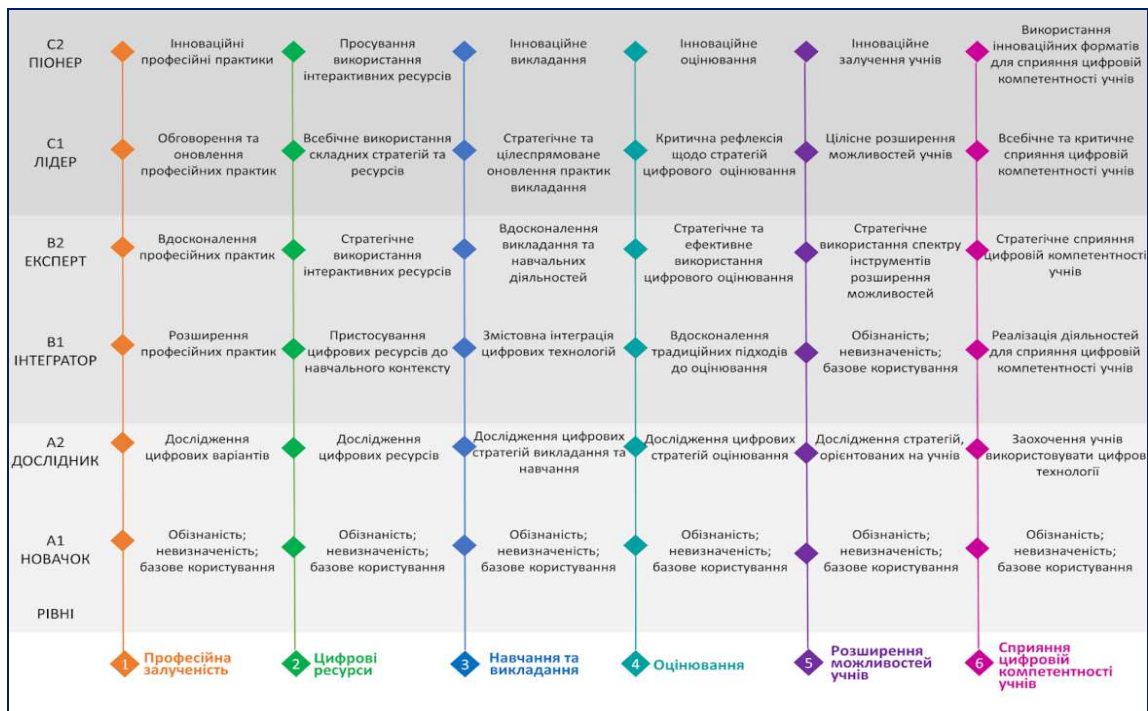 С2
ПІОНЕР
Інноваційні
професійні практики
Просування
використання
інтерактивних ресурсів
Інноваційне
викладання
Інноваційне
оцінювання
Інноваційне
залучення учнів
Використання
інноваційних форматів
для сприяння цифровій
компетентності учнів
С1
ЛІДЕР
Обговорення та
оновлення
професійних практик
Всебічне використання
складних стратегій та
ресурсів
Стратегічне та
цілеспрямоване
оновлення практик
викладання
Критична рефлексія
щодо стратегій
цифрового оцінювання
Цілісне розширення
можливостей учнів
Всебічне та критичне
сприяння цифровій
компетентності учнів
В2
ЕКСПЕРТ
Вдосконалення
професійних практик
Стратегічне
використання
інтерактивних ресурсів
Вдосконалення
викладання та
навчальних
діяльностей
Стратегічне та
ефективне
використання
цифрового оцінювання
Стратегічне
використання спектру
інструментів
розширення
можливостей
Стратегічне сприяння
цифровій компетентності
учнів
В1
ІНТЕГРАТОР
Розширення
професійних практик
Пристосування
цифрових ресурсів до
навчального контексту
Змістовна інтеграція
цифрових технологій
Вдосконалення
традиційних підходів
до оцінювання
Обізнаність;
невизначеність;
базове користування
Реалізація діяльностей
для сприяння цифровій
компетентності учнів
А2
ДОСЛІДНИК
Дослідження
цифрових варіантів
Дослідження
цифрових ресурсів
Дослідження цифрових
стратегій викладання та
навчання
Дослідження цифрових
стратегій оцінювання
Дослідження стратегій,
орієнтованих на учнів
Заохочення учнів
використовувати цифров
технології
А1
НОВАЧОК
Обізнаність;
невизначеність;
базове користування
Обізнаність;
невизначеність;
базове користування
Обізнаність;
невизначеність;
базове користування
Обізнаність;
невизначеність;
базове користування
Обізнаність;
невизначеність;
базове користування
Обізнаність;
невизначеність;
базове користування
РІВНІ
1
Професійна
залученість
2
Цифрові
ресурси
3
Навчання та
викладання
4
Оцінювання
5
Розширення
можливостей
учнів
6
Сприяння
цифровій
компетентності
учнів